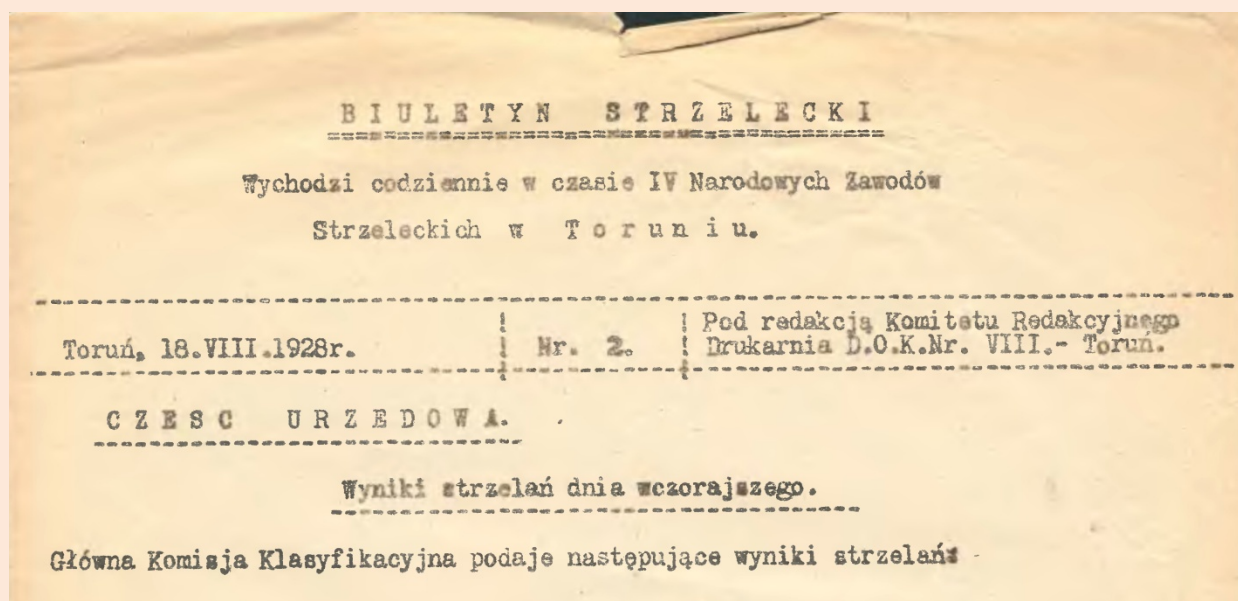 BIULETYN STRZELECKI
Wychodzi codziennie w czasie IV Narodowych Zawodów
Strzeleckich w Toruniu.
Toruń, 18.VIII.1928r.
Nr. 2.
Pod redakcją Komitetu Redakcyjnego
Drukarnia D.O.K.Nr. VIII.- Toruń.
CZESC URZEDOWA.
Wyniki strzelań dnia wczorajszego.
Główna Komisja Klasyfikacyjna podaje następujące wyniki strzelań: